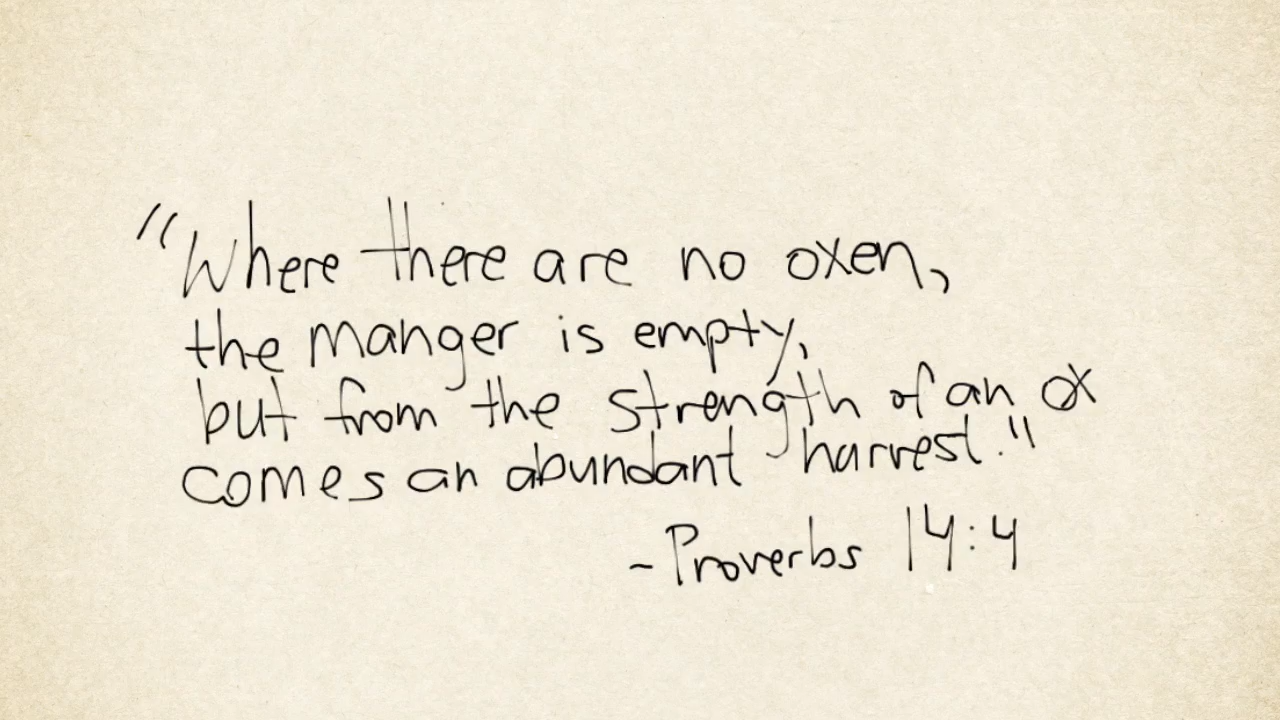 "Where there are no oxen,
the manger is empty,
but from the strength of an ox
comes an abundant harvest."
~Proverbs 14:4